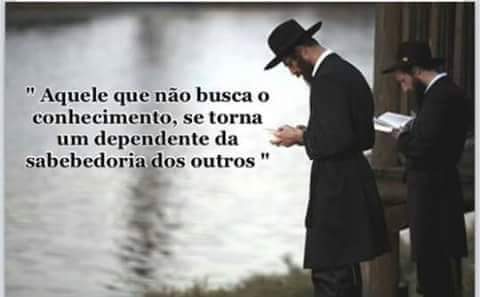 " Aquele que não busca o
conhecimento, se torna
um dependente da
sabebedoria dos outros "